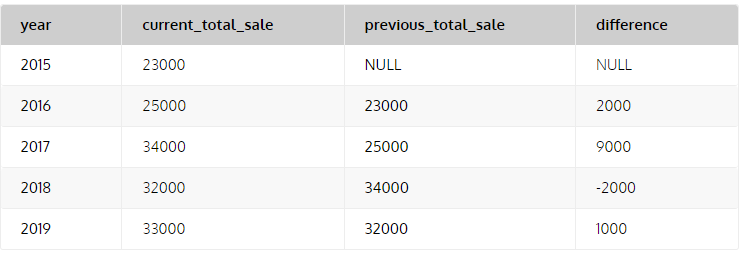 year current_total_sale previous_total_sale difference
2015 23000 NULL NULL
2016 25000 23000 2000
2017 34000 25000 9000
2018 32000 34000 -2000
2019 33000 32000 1000